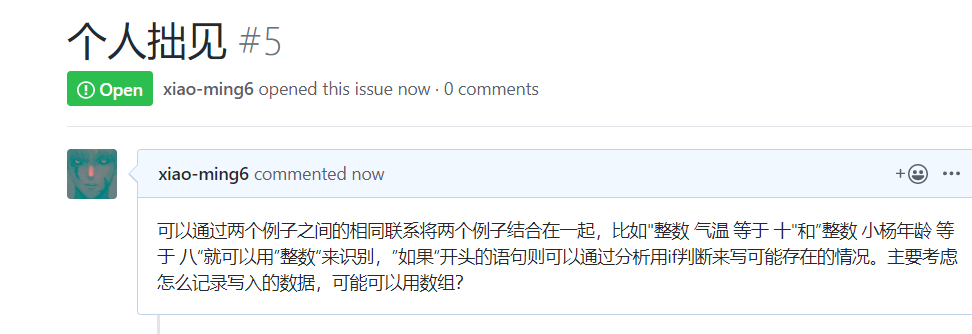 个人拙见 #5
Open xiao-ming6 opened this issue now · 0 comments
xiao-ming6 commented now
可以通过两个例子之间的相同联系将两个例子结合在一起，比如"整数 气温 等于 十"和"整数 小杨年龄 等
于 八"就可以用"整数"来识别，"如果"开头的语句则可以通过分析用if判断来写可能存在的情况。主要考虑
怎么记录写入的数据，可能可以用数组？